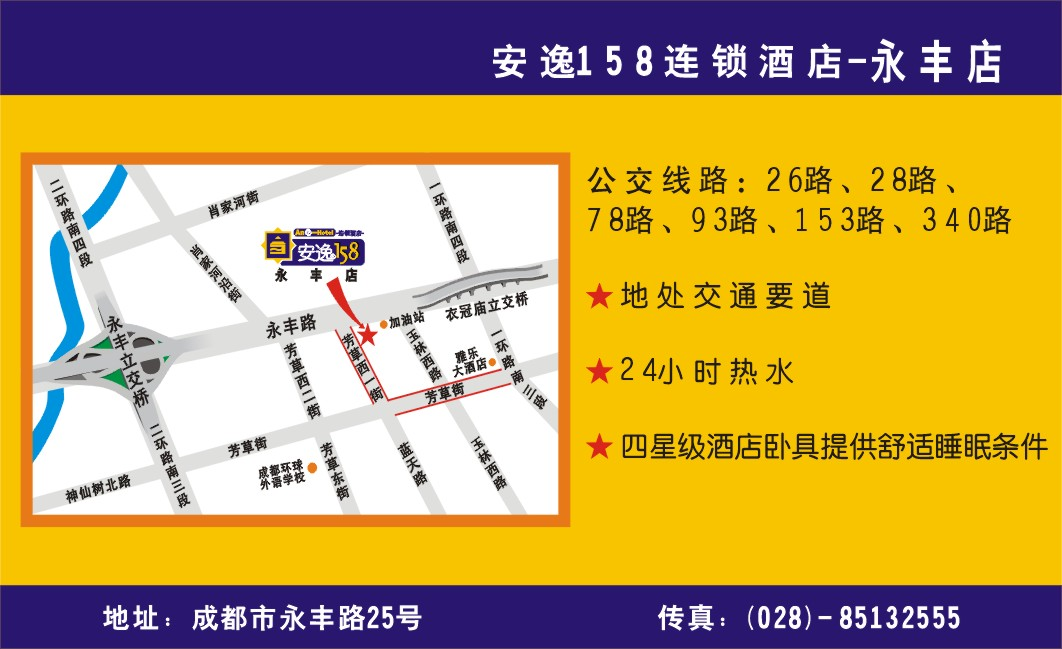 安逸158连锁酒店-永丰店
公交线路：26路、28路、
78路、93路、153路、340路
★地处交通要道
★24小时热水
★四星级酒店卧具提供舒适睡眠条件
二环路南四段
肖家河街
肖家河沿街
一环路南四段
安逸158
永丰店
永丰路
加油站
衣冠庙立交桥
永丰立交桥
芳草西二街
芳草西一街
玉林西路
雅乐
大酒店
一环路南三段
芳草街
芳草街
二环路南三段
神仙树北路
成都环球
外语学校
芳草东街
蓝天路
玉林西路
地址：成都市永丰路25号
传真：(028)-85132555